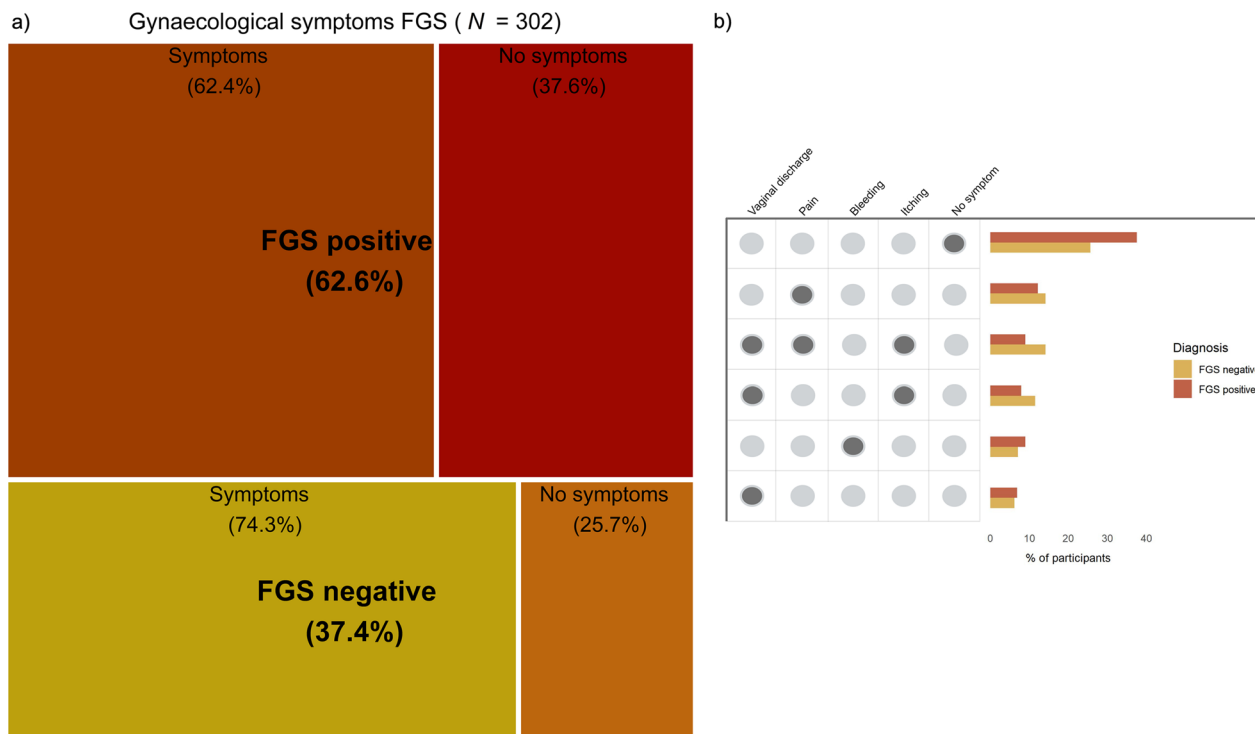 a)
Gynaecological symptoms FGS ( N = 302)
Symptoms
(62.4%)
No symptoms
(37.6%)
FGS positive
(62.6%)
Symptoms
(74.3%)
No symptoms
(25.7%)
FGS negative
(37.4%)
b)
Vaginal discharge
Pain
Bleeding
Itching
No symptom
Diagnosis
FGS negative
FGS positive
0 10 20 30 40
% of participants